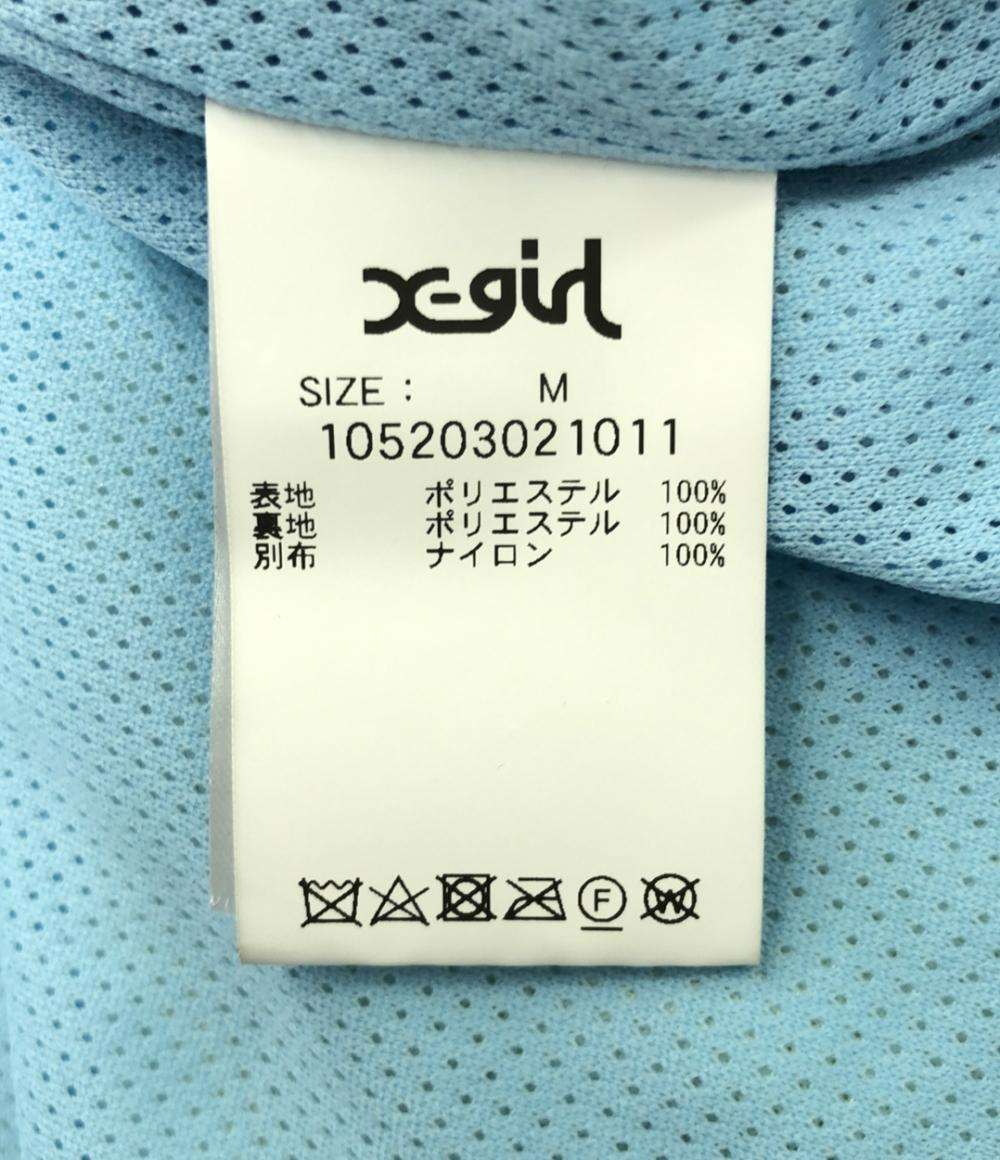 X-girl
SIZE : M
105203021011
表地 ポリエステル 100%
裏地 ポリエステル 100%
別布 ナイロン 100%
F W